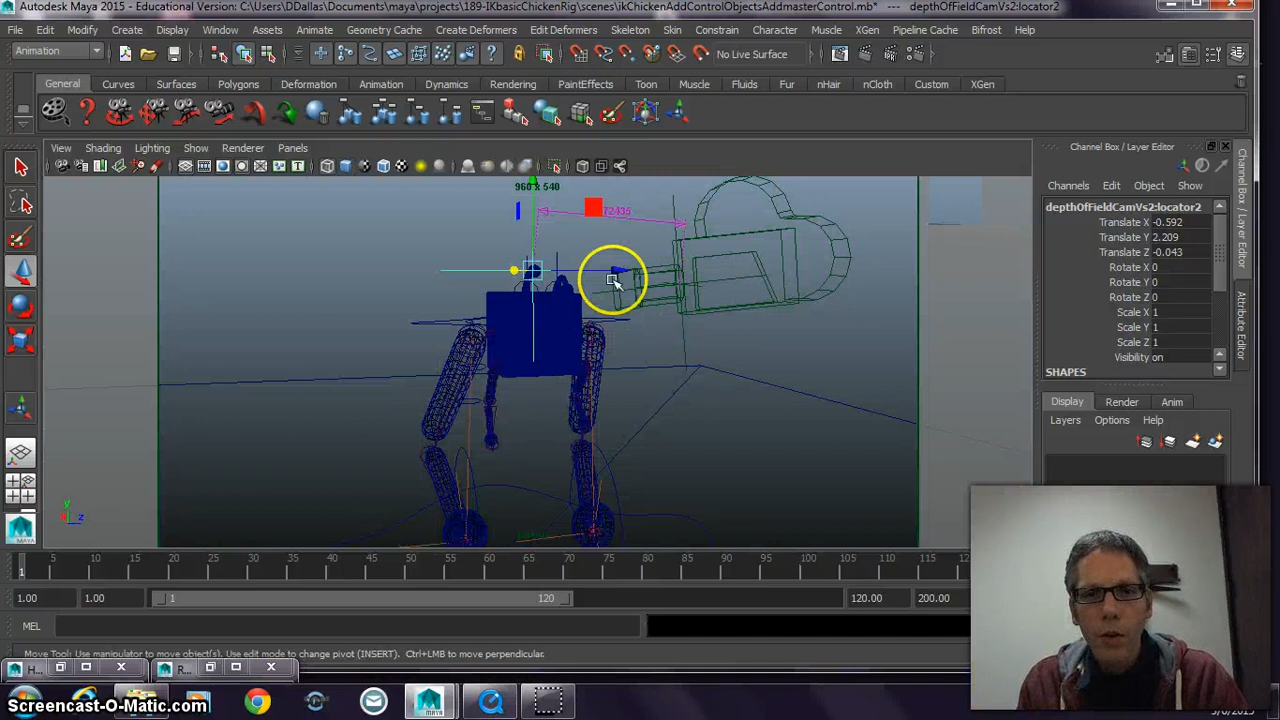 Autodesk Maya 2015 - Educational Version: C:\Users\DDallas\Documents\maya\projects\189-IKbasicChickenRig\scenes\ikChickenAddControlObjectsAddmasterControl.mb* --- depthOfFieldCamVs2:locator2
File Edit Modify Create Display Window Assets Animate Geometry Cache Create Deformers Edit Deformers Skeleton Skin Constrain Character Muscle XGen Pipeline Cache Bifrost Help
Animation
No Live Surface
General Curves Surfaces Polygons Deformation Animation Dynamics Rendering PaintEffects Toon Muscle Fluids Fur nHair nCloth Custom XGen
View Shading Lighting Show Renderer Panels
960 x 540
Channel Box / Layer Editor
Channels Edit Object Show
depthOfFieldCamVs2:locator2
Translate X -0.592
Translate Y 2.209
Translate Z -0.043
Rotate X 0
Rotate Y 0
Rotate Z 0
Scale X 1
Scale Y 1
Scale Z 1
Visibility on
SHAPES
Display Render Anim
Layers Options Help
Channel Box / Layer Editor
Attribute Editor
y
z
1 5 10 15 20 25 30 35 40 45 50 55 60 65 70 75 80 85 90 95 100 105 110
1.00 1.00 1 120 120.00 200.00
MEL
Move Tool: Use manipulator to move object(s). Use edit mode to change pivot (INSERT). Ctrl+LMB to move perpendicular.
H... R...
Screencast-O-Matic.com